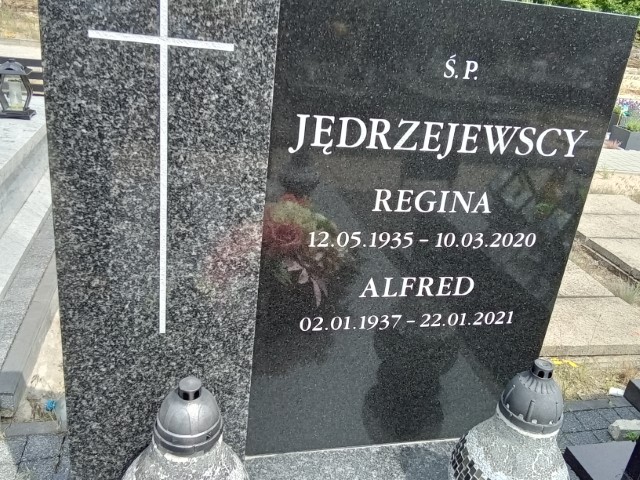 Ś.P.
JĘDRZEJEWSCY
REGINA
12.05.1935 – 10.03.2020
ALFRED
02.01.1937 – 22.01.2021